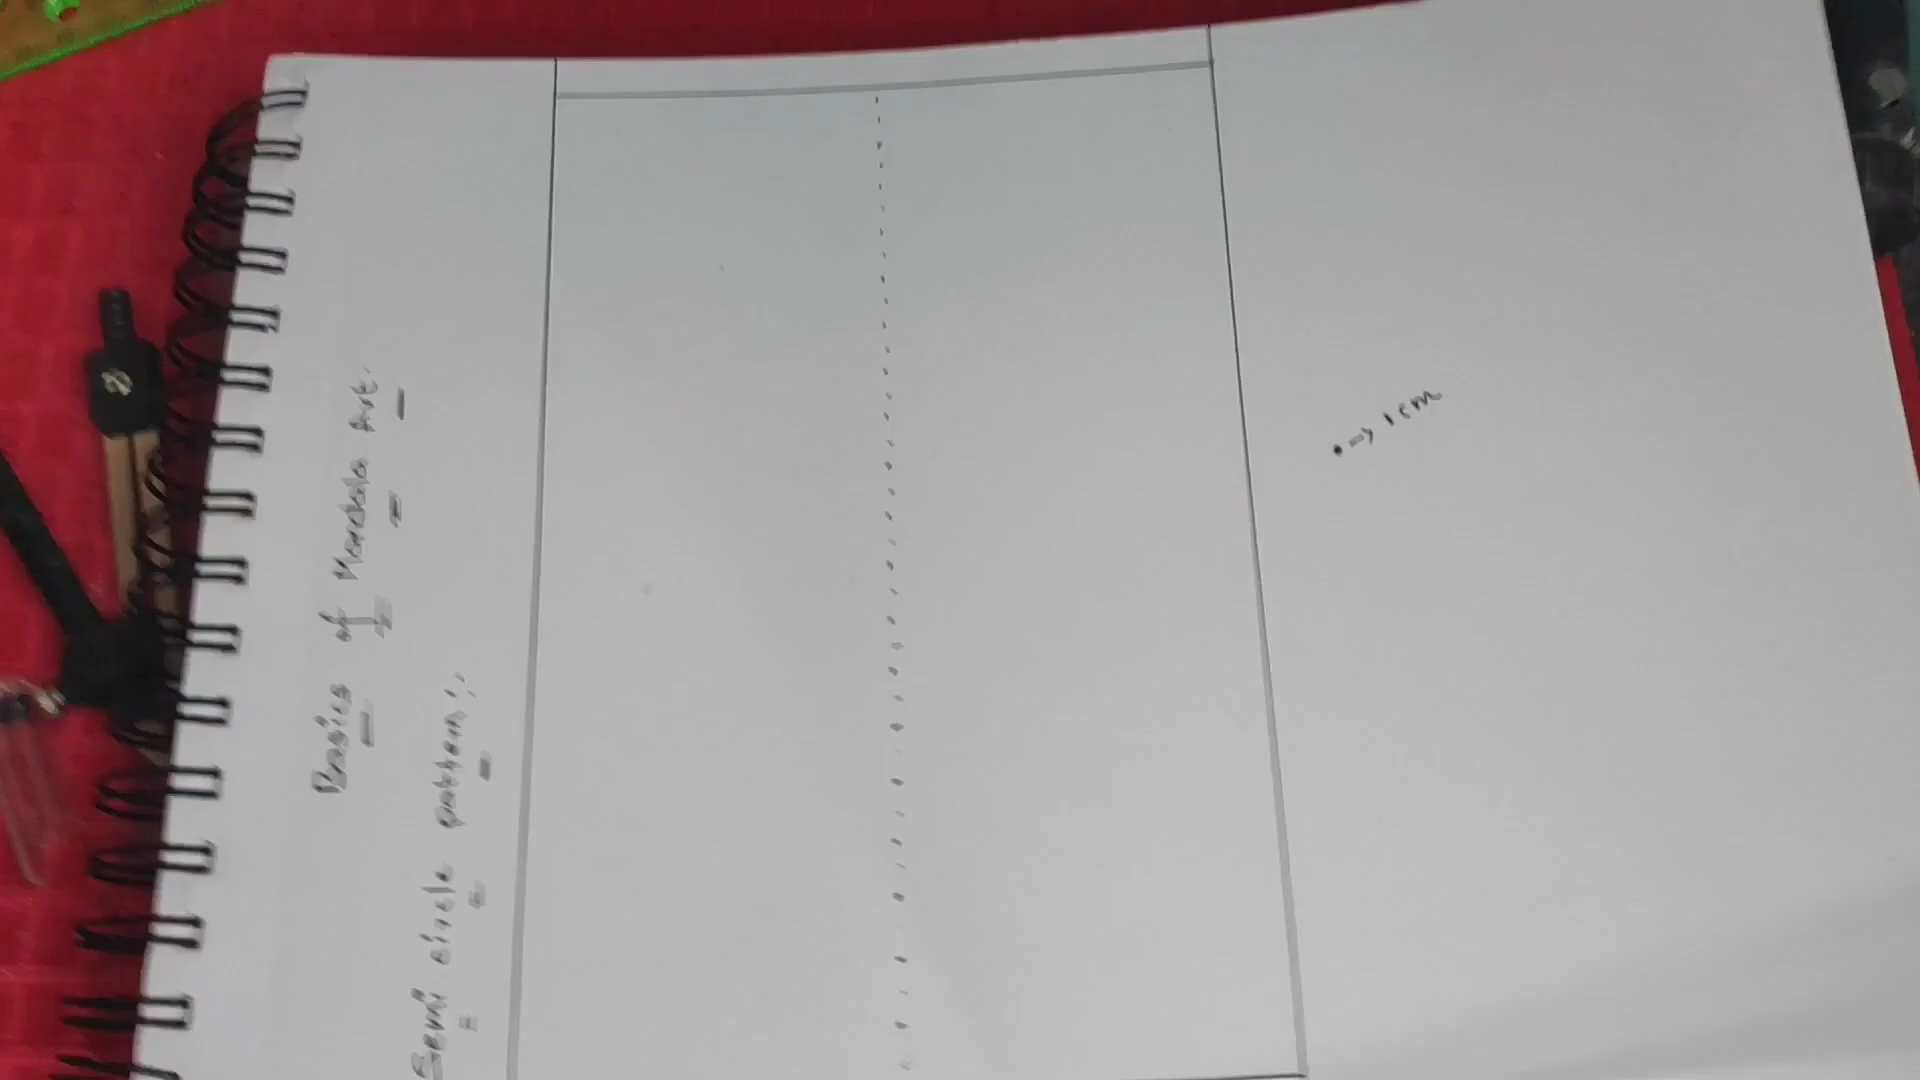 Basics of Mandala Art.
Semi circle pattern;
• → 1 cm